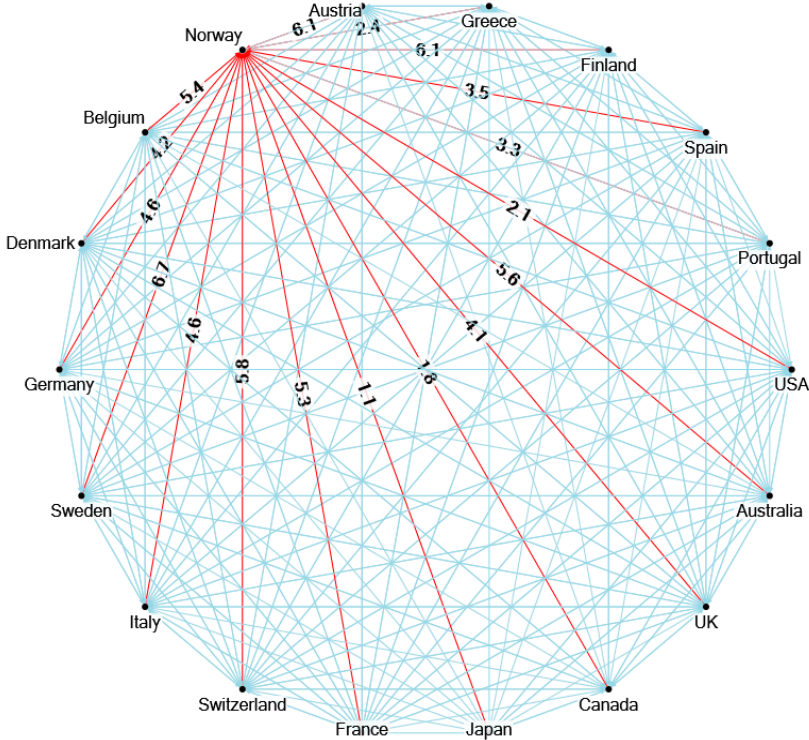 Austria
Greece
6.1
2.4
Norway
6.1
Finland
5.4
3.5
Belgium
4.2
3.3
Spain
4.6
2.1
Denmark
6.7
5.6
Portugal
4.6
4.1
5.8
1.8
5.3
1.1
Germany
USA
Sweden
Australia
Italy
UK
Switzerland
Canada
France
Japan